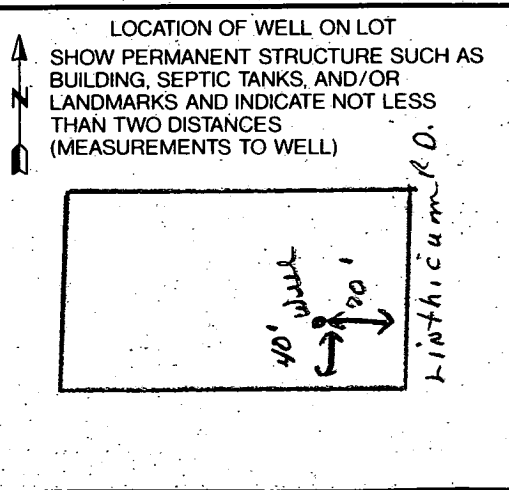 LOCATION OF WELL ON LOT
SHOW PERMANENT STRUCTURE SUCH AS
BUILDING, SEPTIC TANKS, AND/OR
LANDMARKS AND INDICATE NOT LESS
THAN TWO DISTANCES
(MEASUREMENTS TO WELL)
N
40'
Well
Linthicum RD.